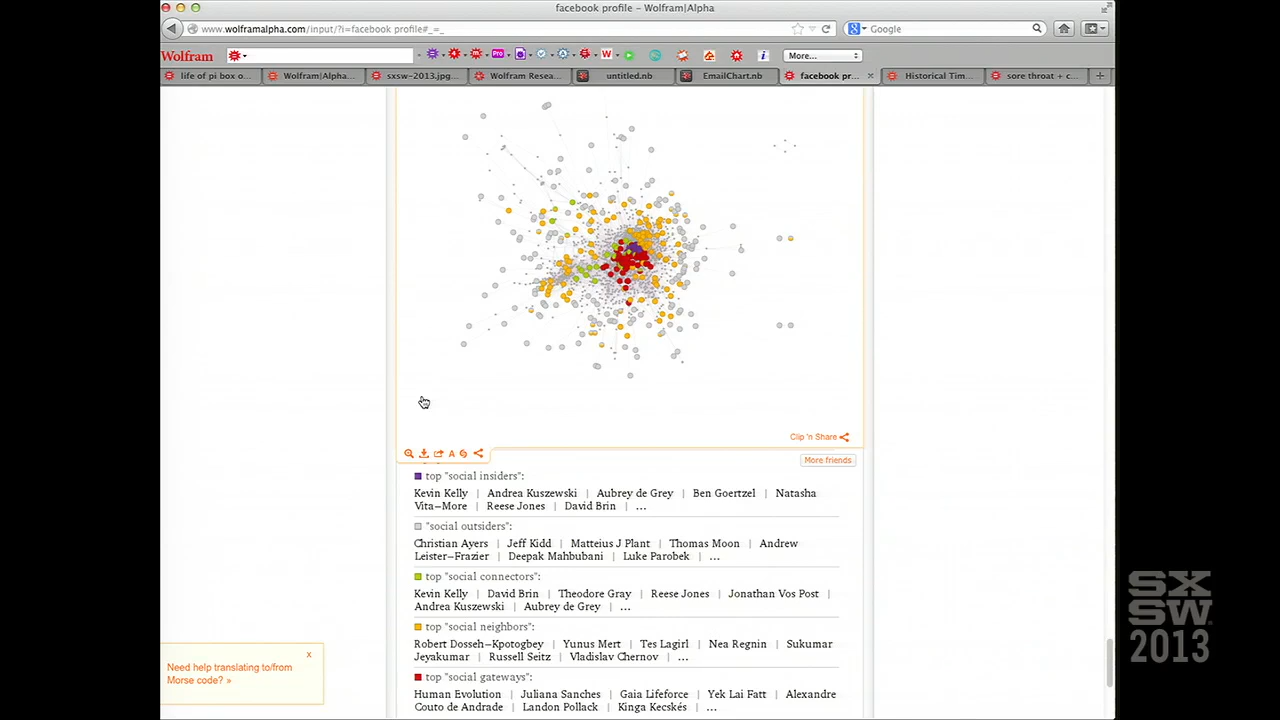 facebook profile – Wolfram|Alpha
www.wolframalpha.com/input/?i=facebook profile#_=_
Google
Wolfram
Pro
W
i
More...
life of pi box o...
Wolfram|Alpha...
sxsw-2013.jpg...
Wolfram Resea...
untitled.nb
EmailChart.nb
facebook pr...
Historical Tim...
sore throat + c...
Clip 'n Share
A
More friends
top "social insiders":
Kevin Kelly | Andrea Kuszewski | Aubrey de Grey | Ben Goertzel | Natasha
Vita–More | Reese Jones | David Brin | ...
"social outsiders":
Christian Ayers | Jeff Kidd | Matteius J Plant | Thomas Moon | Andrew
Leister–Frazier | Deepak Mahbubani | Luke Parobek | ...
top "social connectors":
Kevin Kelly | David Brin | Theodore Gray | Reese Jones | Jonathan Vos Post |
Andrea Kuszewski | Aubrey de Grey | ...
top "social neighbors":
Robert Dosseh–Kpotogbey | Yunus Mert | Tes Lagirl | Nea Regnin | Sukumar
Jeyakumar | Russell Seitz | Vladislav Chernov | ...
top "social gateways":
Human Evolution | Juliana Sanches | Gaia Lifeforce | Yek Lai Fatt | Alexandre
Couto de Andrade | Landon Pollack | Kinga Kecskés | ...
x
Need help translating to/from
Morse code? »
SX
SW.
2013